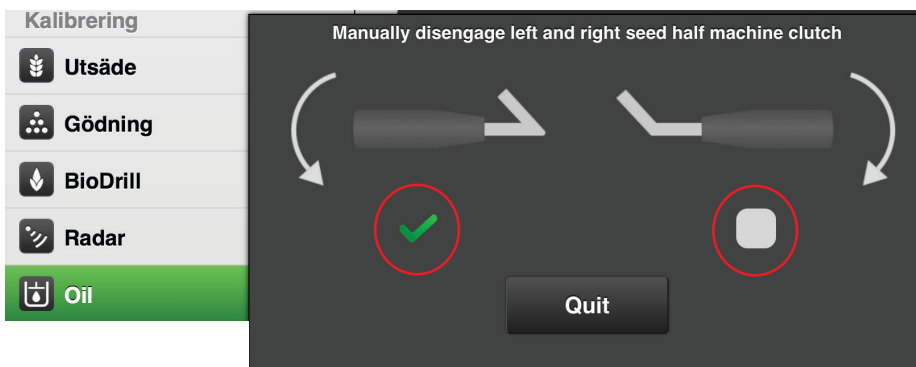 Kalibrering
Utsäde
Gödning
BioDrill
Radar
Oil
Manually disengage left and right seed half machine clutch
Quit